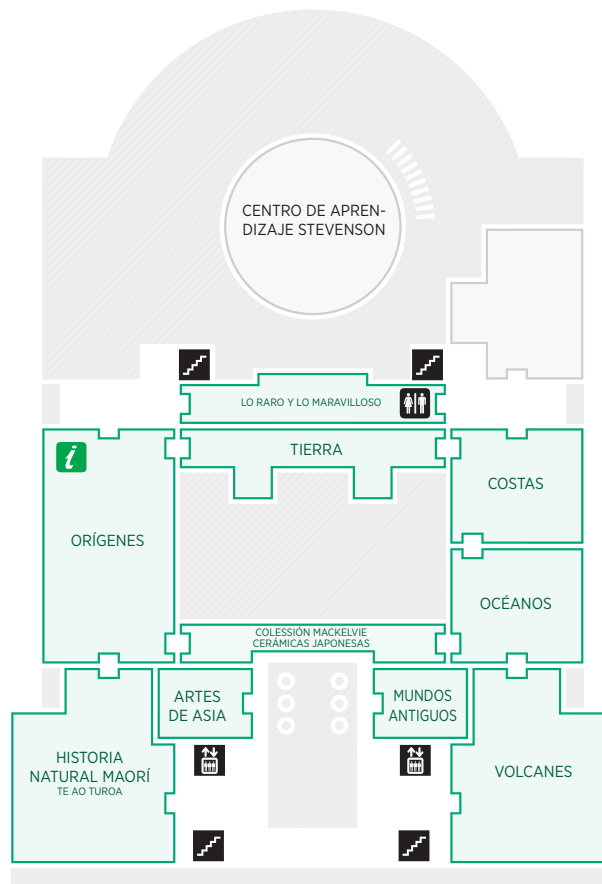 CENTRO DE APREN-
DIZAJE STEVENSON
LO RARO Y LO MARAVILLOSO
TIERRA
COSTAS
i
ORÍGENES
OCÉANOS
COLESSIÓN MACKELVIE
CERÁMICAS JAPONESAS
ARTES
DE ASIA
MUNDOS
ANTIGUOS
HISTORIA
NATURAL MAORÍ
TE AO TUROA
VOLCANES